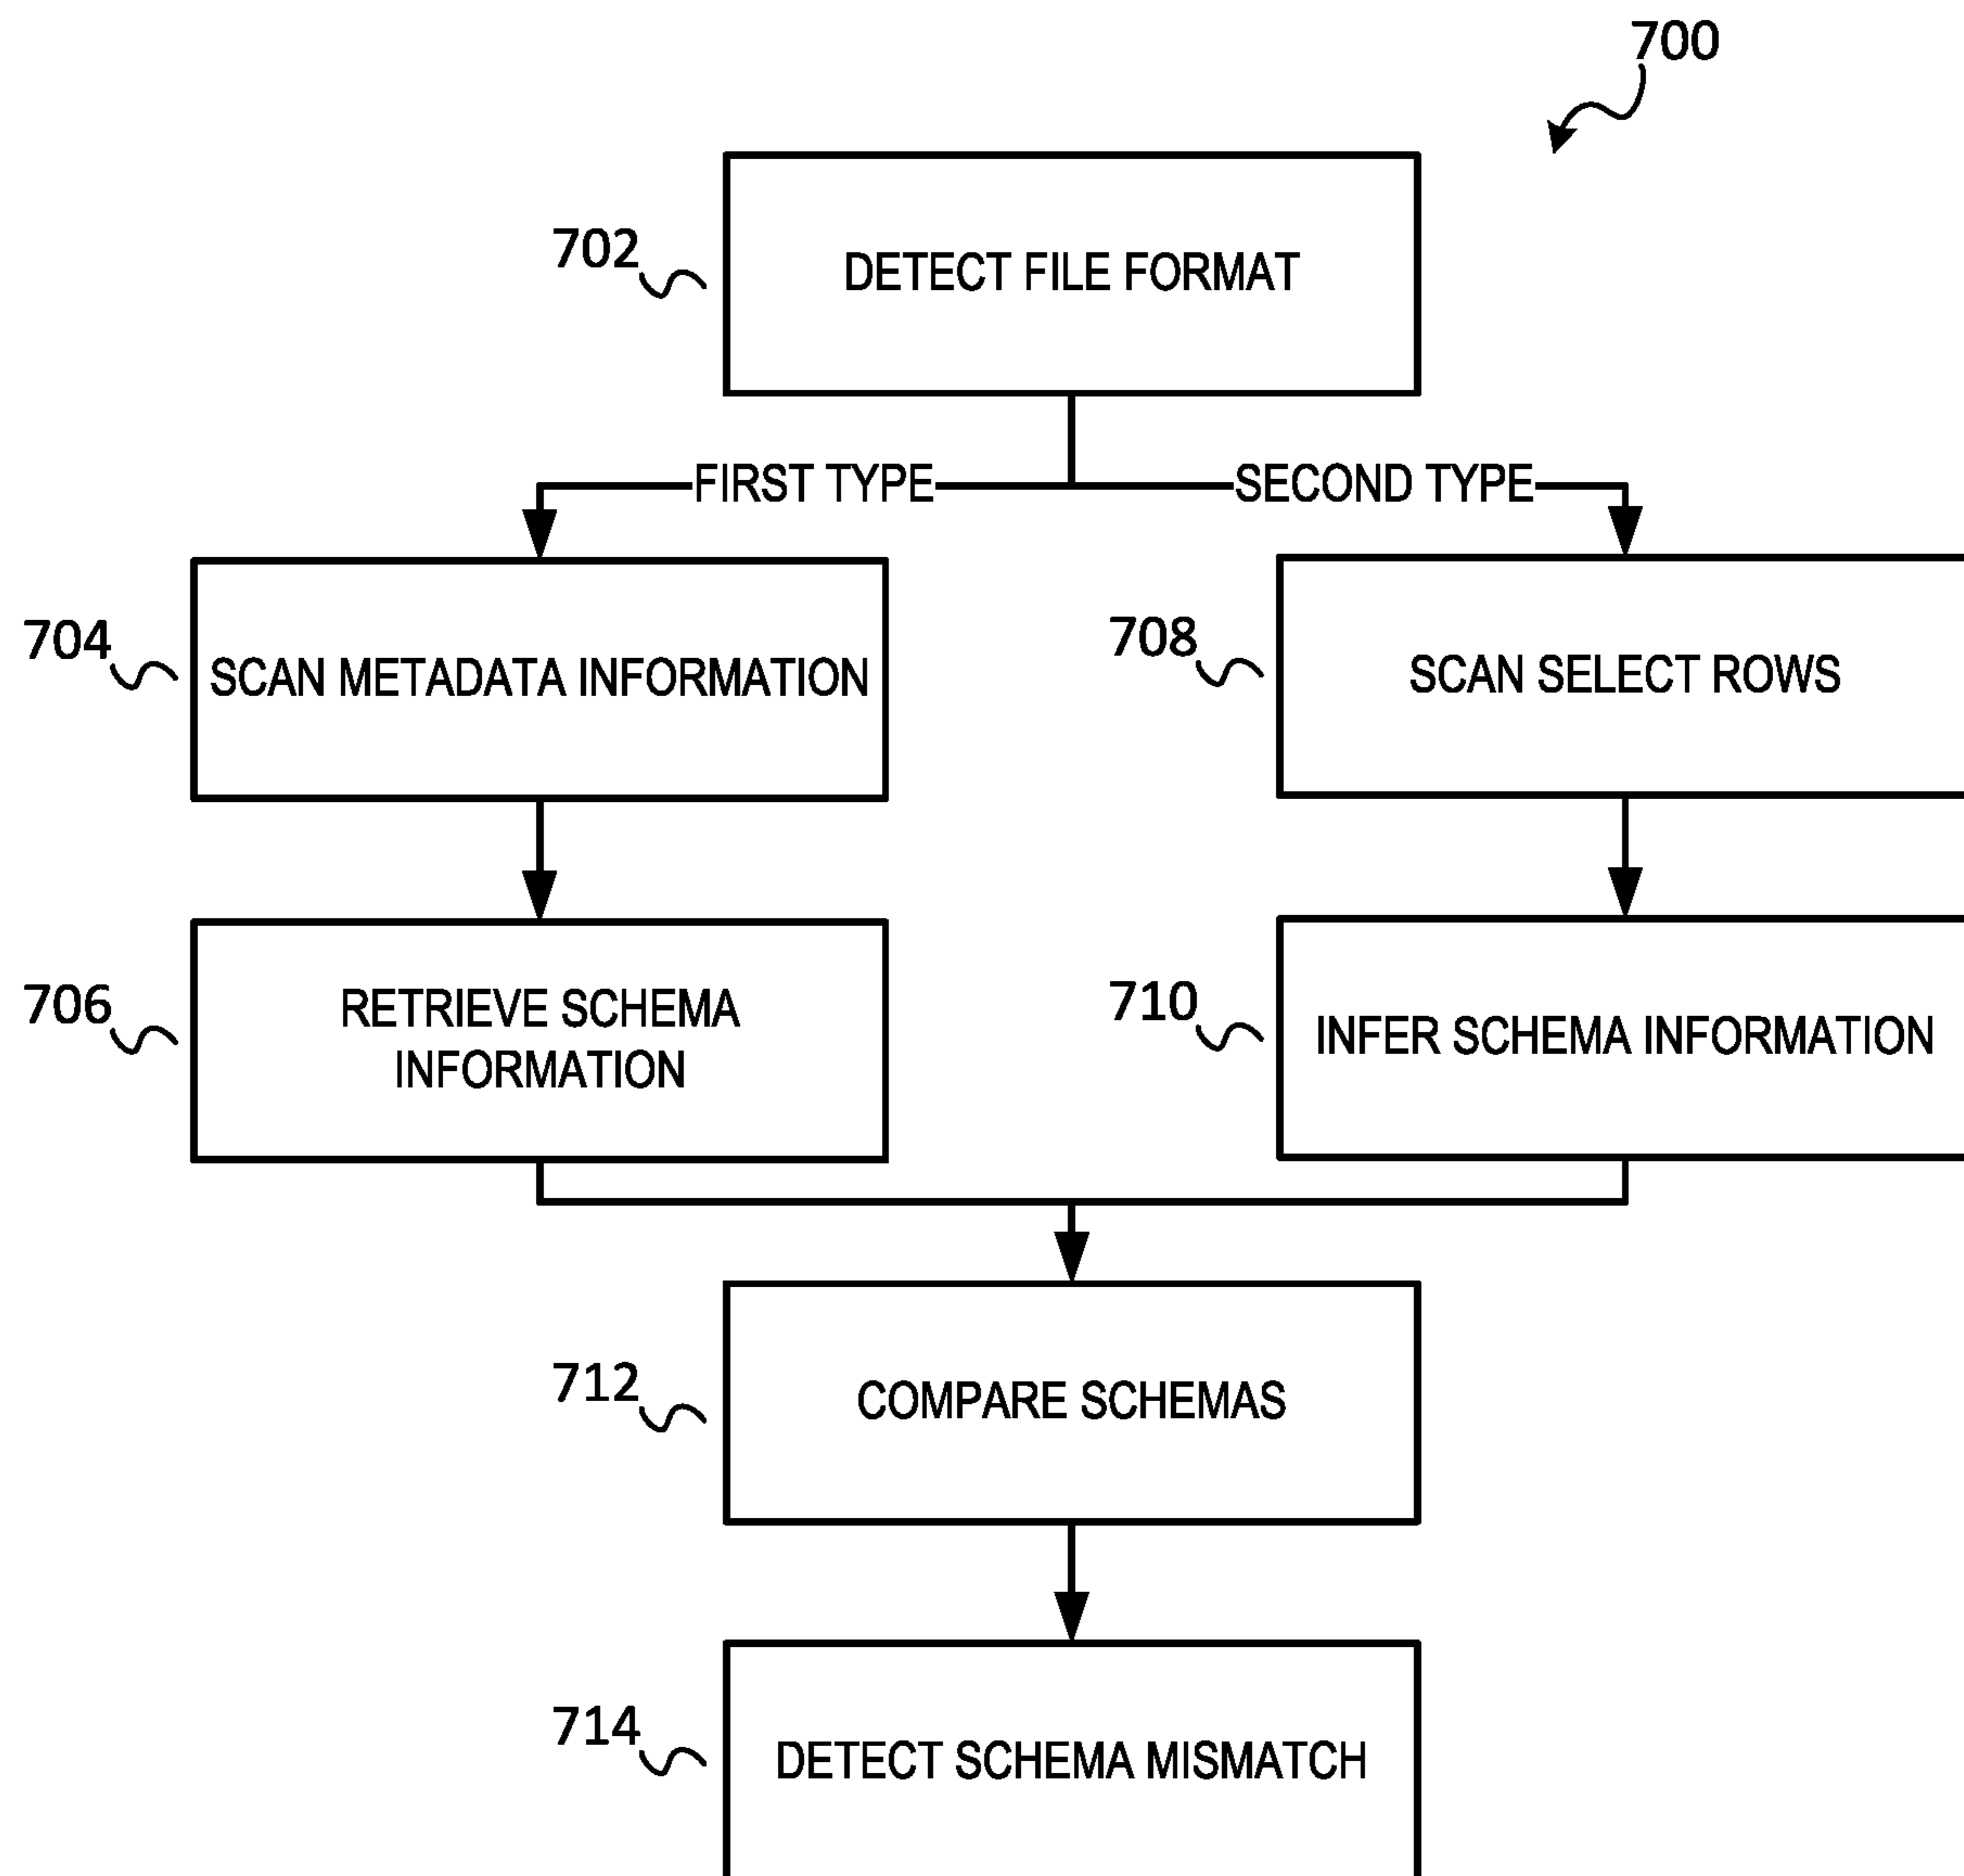 700
702
DETECT FILE FORMAT
FIRST TYPE
SECOND TYPE
704
SCAN METADATA INFORMATION
708
SCAN SELECT ROWS
706
RETRIEVE SCHEMA
INFORMATION
710
INFER SCHEMA INFORMATION
712
COMPARE SCHEMAS
714
DETECT SCHEMA MISMATCH